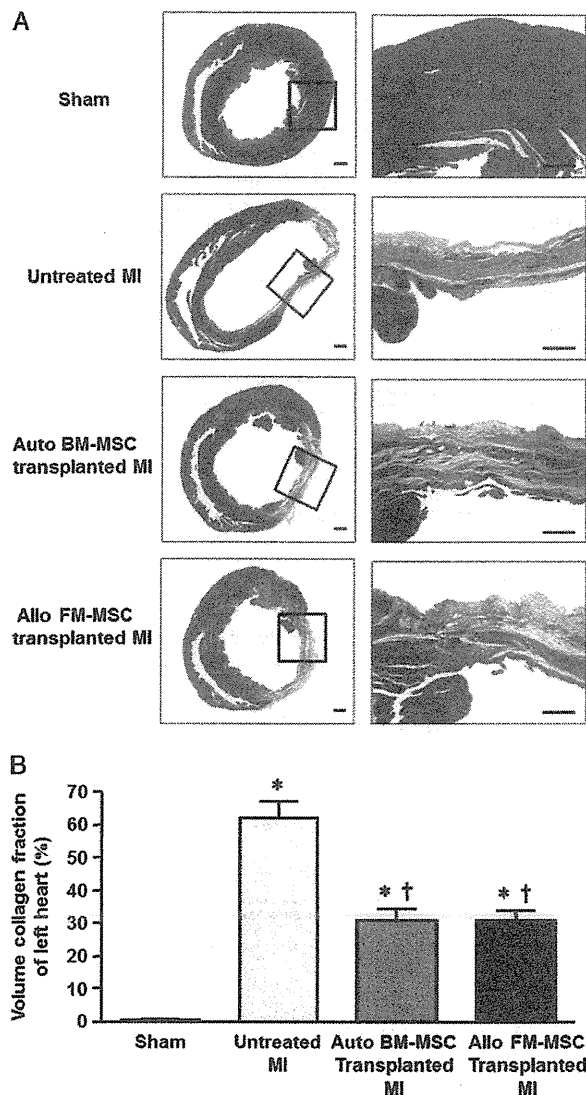 A
Sham
Untreated MI
Auto BM-MSC
transplanted MI
Allo FM-MSC
transplanted MI
B
Volume collagen fraction
of left heart (%)
70
60
50
40
30
20
10
0
*
* †
* †
Sham
Untreated
MI
Auto BM-MSC
Transplanted
MI
Allo FM-MSC
Transplanted
MI